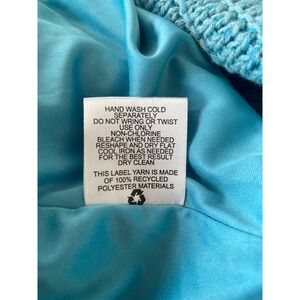 HAND WASH COLD
SEPARATELY
DO NOT WRING OR TWIST
USE ONLY
NON-CHLORINE
BLEACH WHEN NEEDED
RESHAPE AND DRY FLAT
COOL IRON AS NEEDED
FOR THE BEST RESULT
DRY CLEAN
THIS LABEL YARN IS MADE
OF 100% RECYCLED
POLYESTER MATERIALS